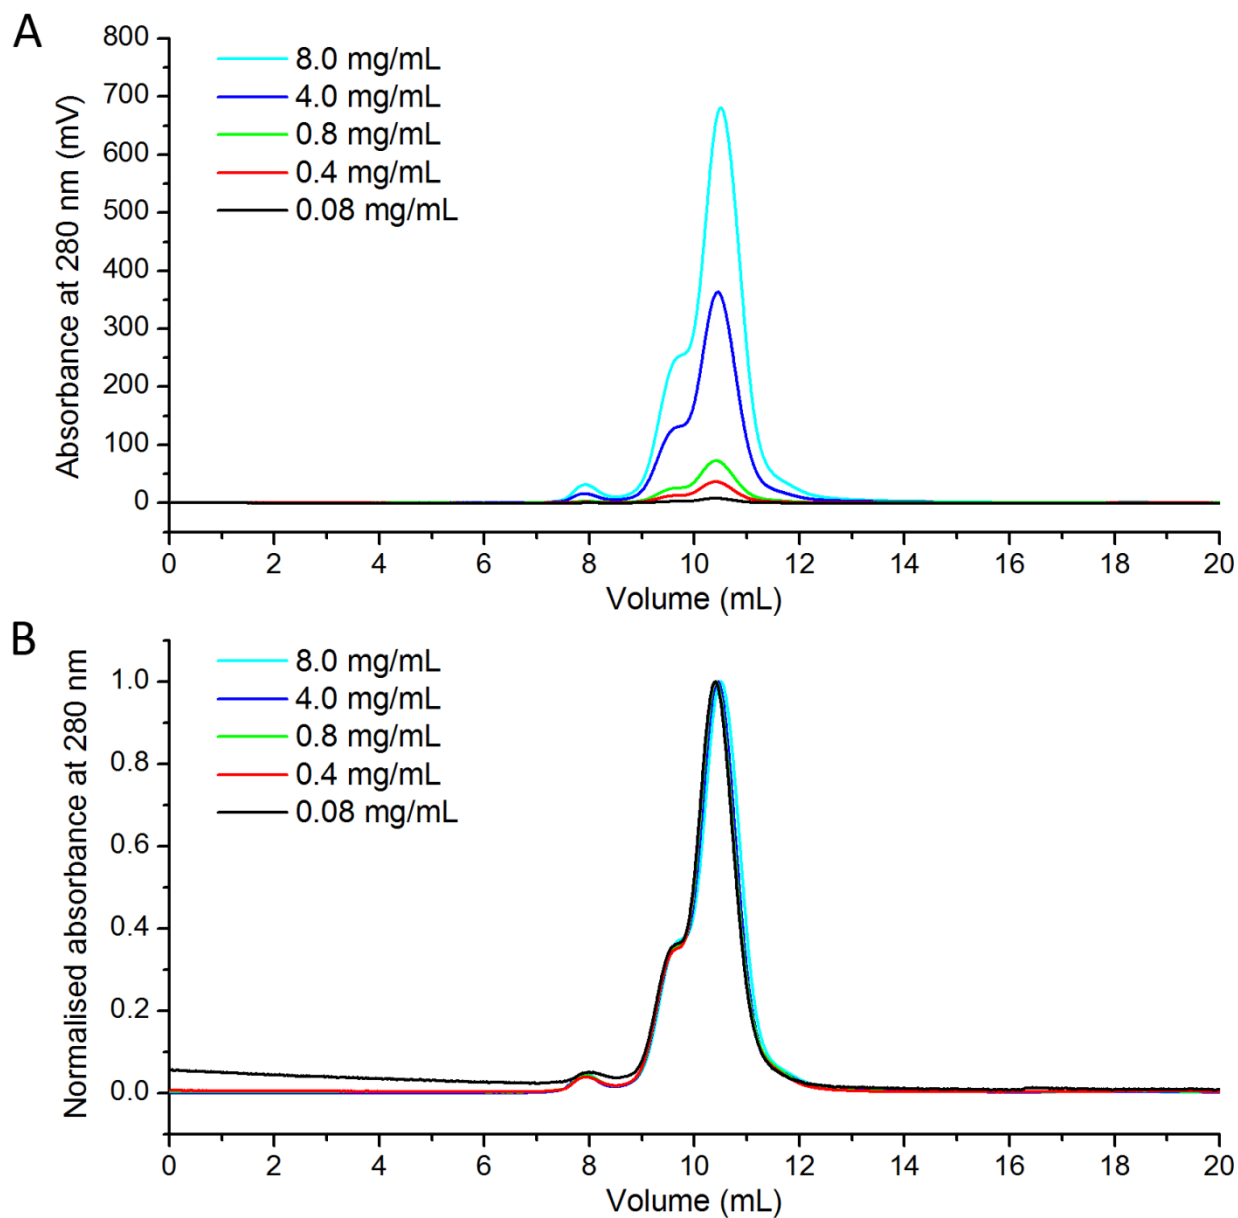 A
Absorbance at 280 nm (mV)
800
700
600
500
400
300
200
100
0
8.0 mg/mL
4.0 mg/mL
0.8 mg/mL
0.4 mg/mL
0.08 mg/mL
0 2 4 6 8 10 12 14 16 18 20
Volume (mL)
B
Normalised absorbance at 280 nm
1.0
0.8
0.6
0.4
0.2
0.0
8.0 mg/mL
4.0 mg/mL
0.8 mg/mL
0.4 mg/mL
0.08 mg/mL
0 2 4 6 8 10 12 14 16 18 20
Volume (mL)